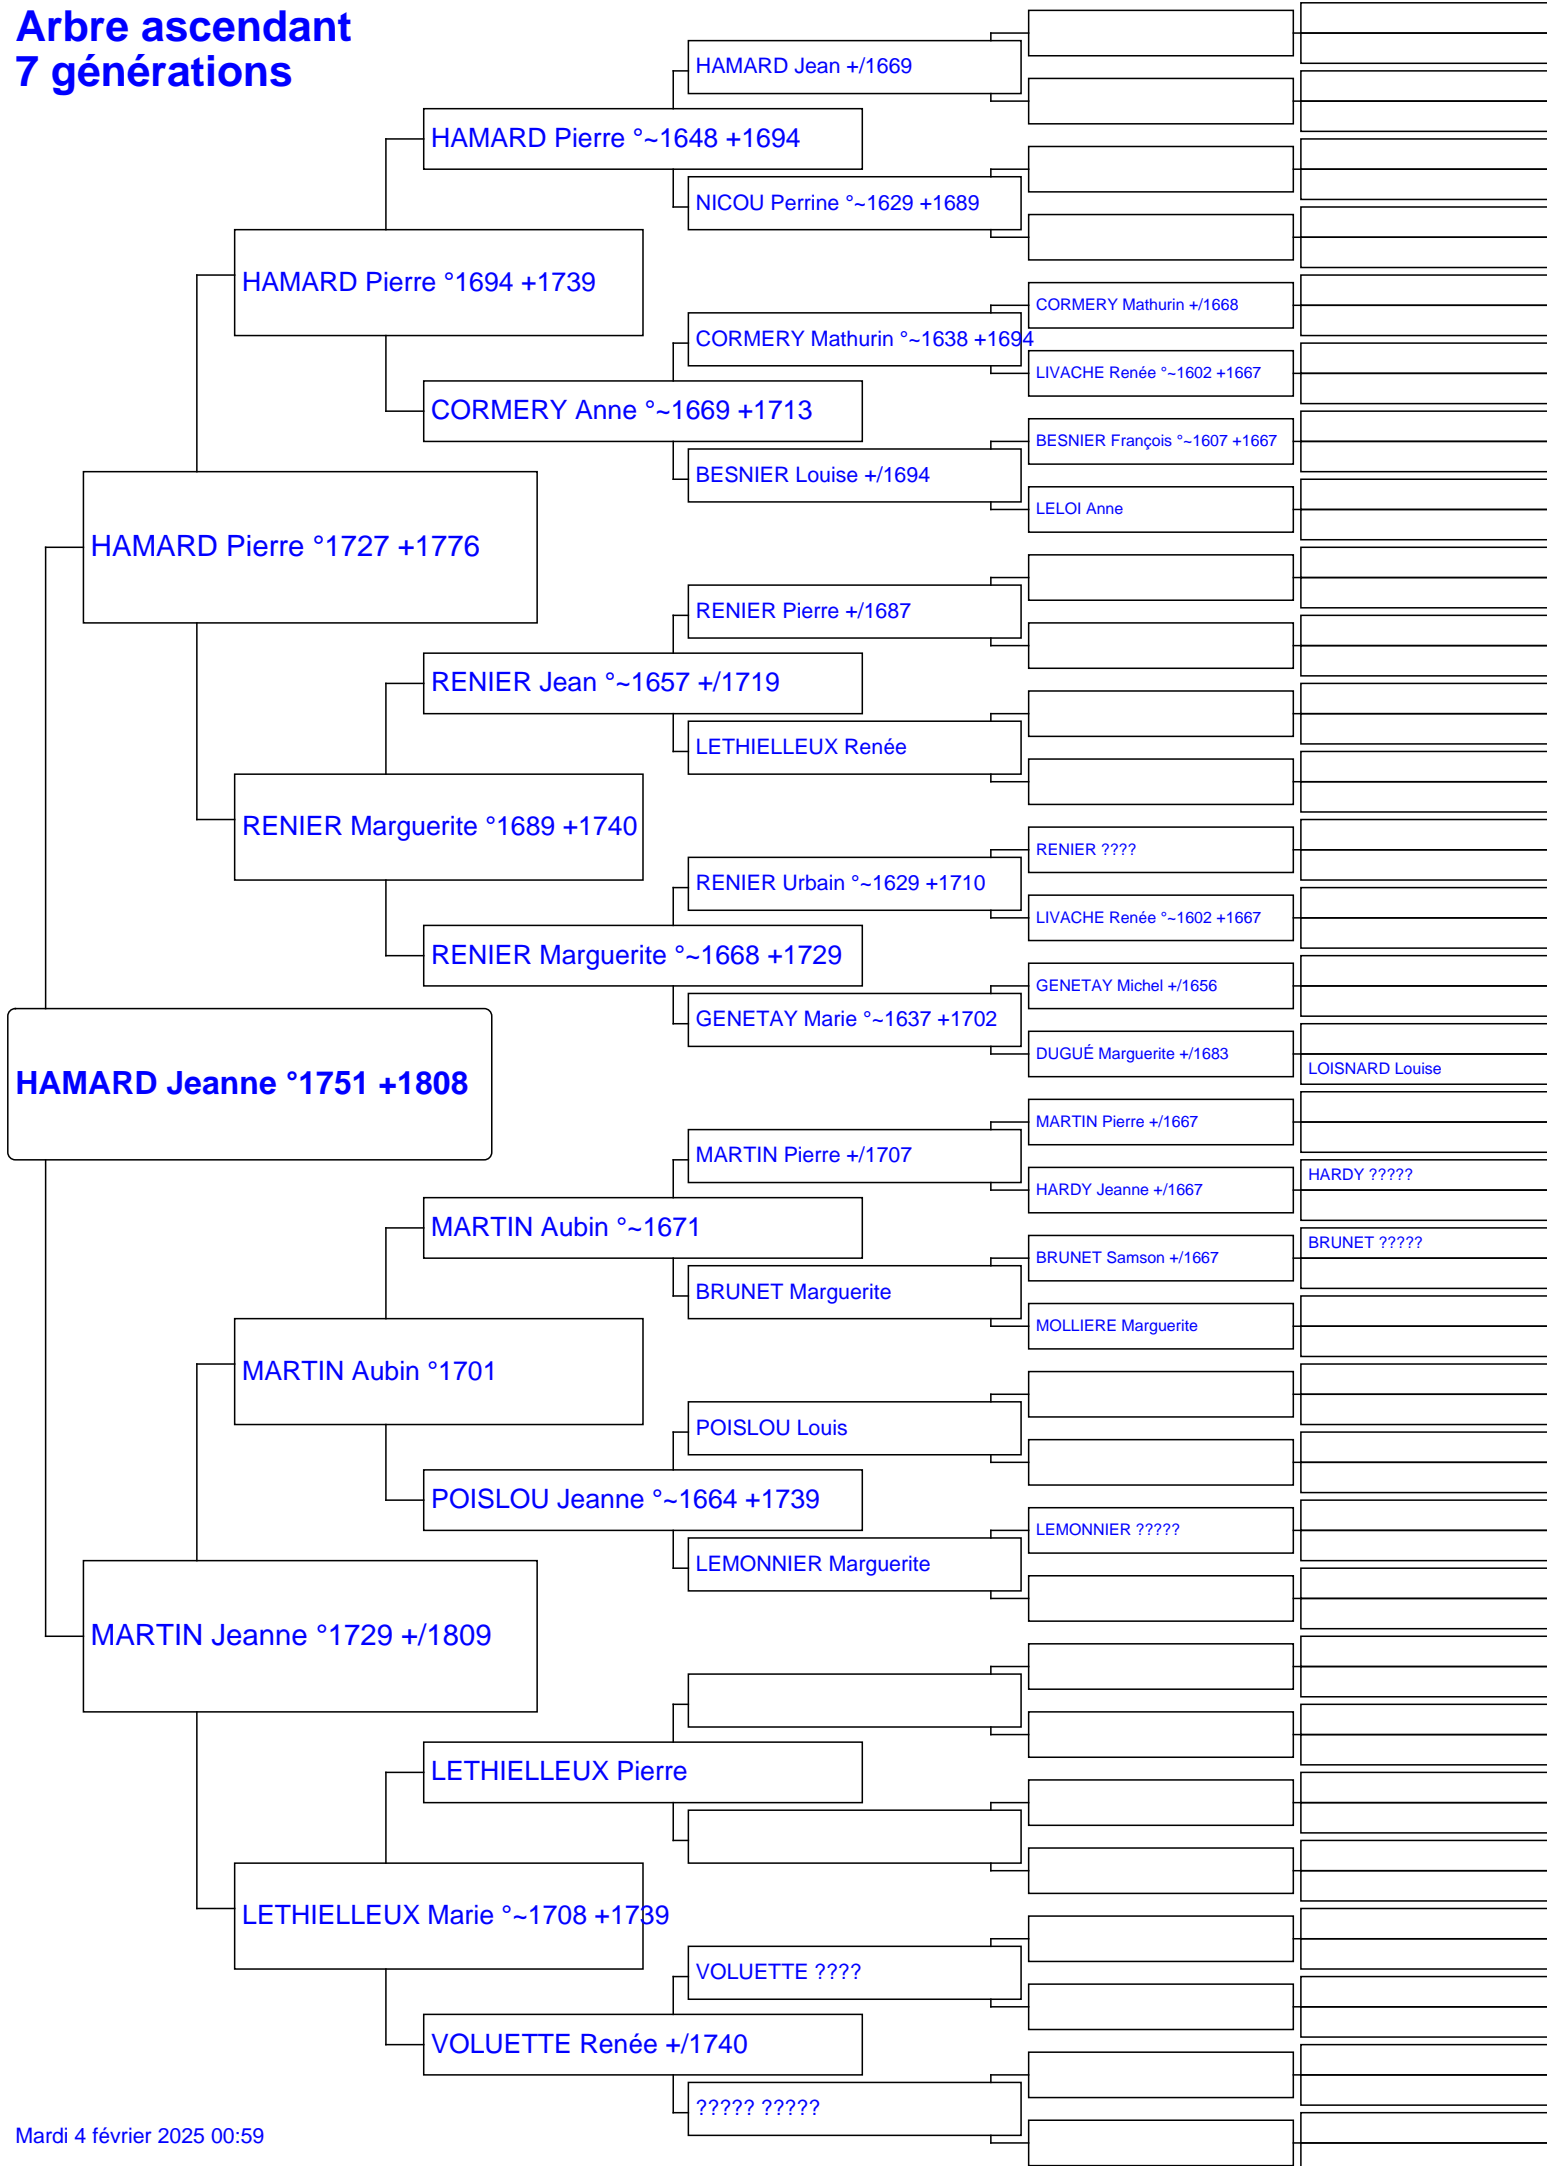 Arbre ascendant
7 générations
HAMARD Jean +/1669
HAMARD Pierre °~1648 +1694
NICOU Perrine °~1629 +1689
HAMARD Pierre °1694 +1739
CORMERY Mathurin +/1668
CORMERY Mathurin °~1638 +1694
LIVACHE Renée °~1602 +1667
CORMERY Anne °~1669 +1713
BESNIER François °~1607 +1667
BESNIER Louise +/1694
LELOI Anne
HAMARD Pierre °1727 +1776
RENIER Pierre +/1687
RENIER Jean °~1657 +/1719
LETHIELLEUX Renée
RENIER Marguerite °1689 +1740
RENIER ????
RENIER Urbain °~1629 +1710
LIVACHE Renée °~1602 +1667
RENIER Marguerite °~1668 +1729
GENETAY Michel +/1656
GENETAY Marie °~1637 +1702
DUGUÉ Marguerite +/1683
LOISNARD Louise
HAMARD Jeanne °1751 +1808
MARTIN Pierre +/1667
MARTIN Pierre +/1707
HARDY ?????
HARDY Jeanne +/1667
MARTIN Aubin °~1671
BRUNET ?????
BRUNET Samson +/1667
BRUNET Marguerite
MOLLIERE Marguerite
MARTIN Aubin °1701
POISLOU Louis
POISLOU Jeanne °~1664 +1739
LEMONNIER ?????
LEMONNIER Marguerite
MARTIN Jeanne °1729 +/1809
LETHIELLEUX Pierre
LETHIELLEUX Marie °~1708 +1739
VOLUETTE ????
VOLUETTE Renée +/1740
????? ?????
Mardi 4 février 2025 00:59